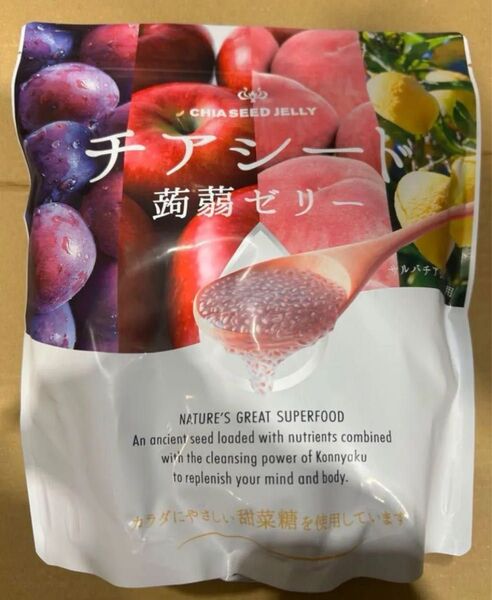 CHIASEED JELLY
チアシード
蒟蒻ゼリー
NATURE'S GREAT SUPERFOOD
An ancient seed loaded with nutrients combined
with the cleansing power of Konnyaku
to replenish your mind and body.
カラダにやさしい甜菜糖を使用しています